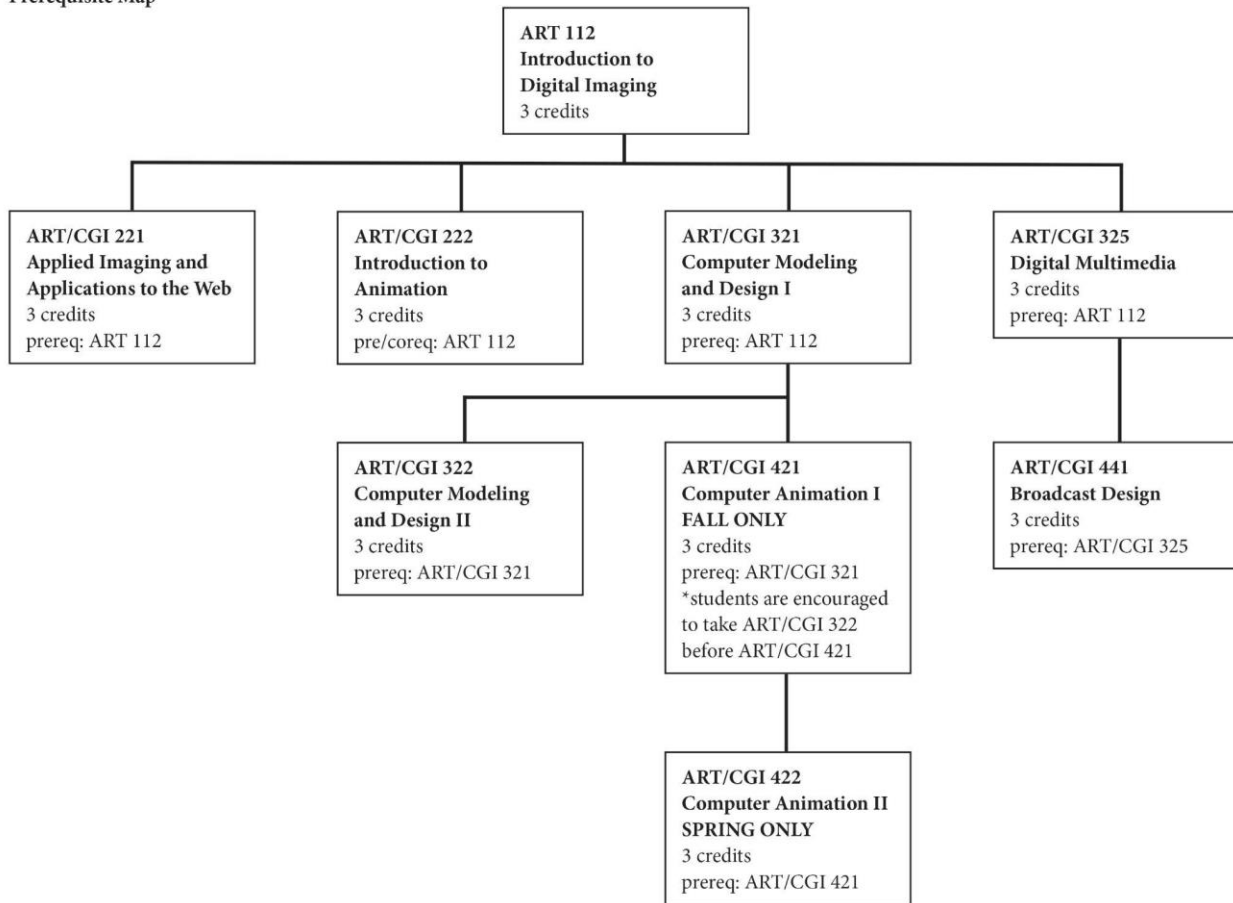 Prerequisite Map
ART 112
Introduction to
Digital Imaging
3 credits
ART/CGI 221
Applied Imaging and
Applications to the Web
3 credits
prereq: ART 112
ART/CGI 222
Introduction to
Animation
3 credits
pre/coreq: ART 112
ART/CGI 321
Computer Modeling
and Design I
3 credits
prereq: ART 112
ART/CGI 325
Digital Multimedia
3 credits
prereq: ART 112
ART/CGI 322
Computer Modeling
and Design II
3 credits
prereq: ART/CGI 321
ART/CGI 421
Computer Animation I
FALL ONLY
3 credits
prereq: ART/CGI 321
*students are encouraged
to take ART/CGI 322
before ART/CGI 421
ART/CGI 441
Broadcast Design
3 credits
prereq: ART/CGI 325
ART/CGI 422
Computer Animation II
SPRING ONLY
3 credits
prereq: ART/CGI 421